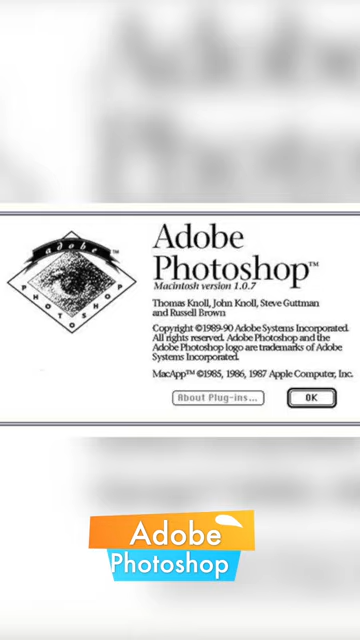 Adobe
Photoshop™
Macintosh version 1.0.7
Thomas Knoll, John Knoll, Steve Guttman
and Russell Brown
Copyright ©1989-90 Adobe Systems Incorporated.
All rights reserved. Adobe Photoshop and the
Adobe Photoshop logo are trademarks of Adobe
Systems Incorporated.
MacApp™ ©1985, 1986, 1987 Apple Computer, Inc.
adobe™
PHOTOSHOP
About Plug-ins...
OK
Adobe
Photoshop